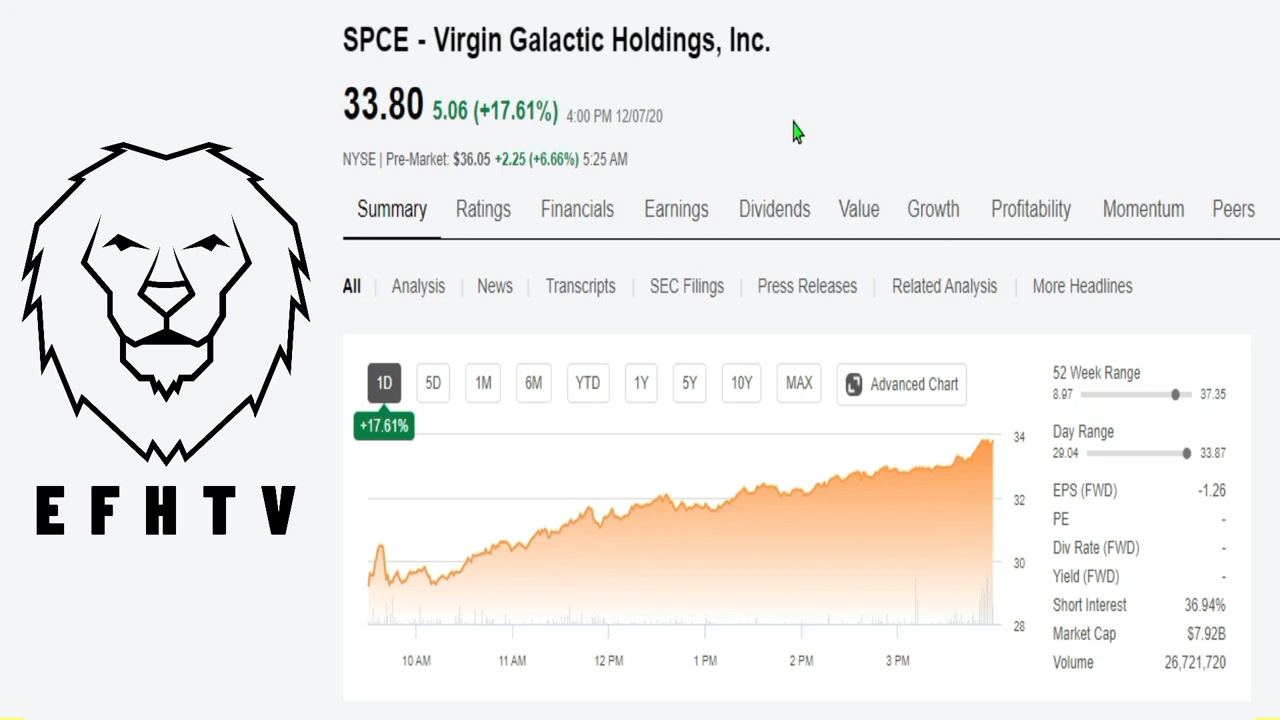 SPCE - Virgin Galactic Holdings, Inc.
33.80 5.06 (+17.61%) 4:00 PM 12/07/20
NYSE | Pre-Market: $36.05 +2.25 (+6.66%) 5:25 AM
Summary Ratings Financials Earnings Dividends Value Growth Profitability Momentum Peers
All | Analysis | News | Transcripts | SEC Filings | Press Releases | Related Analysis | More Headlines
1D 5D 1M 6M YTD 1Y 5Y 10Y MAX Advanced Chart
+17.61%
34
32
30
28
10 AM 11 AM 12 PM 1 PM 2 PM 3 PM
52 Week Range
8.97 37.35
Day Range
29.04 33.87
EPS (FWD) -1.26
PE -
Div Rate (FWD) -
Yield (FWD) -
Short Interest 36.94%
Market Cap $7.92B
Volume 26,721,720
EFHTV